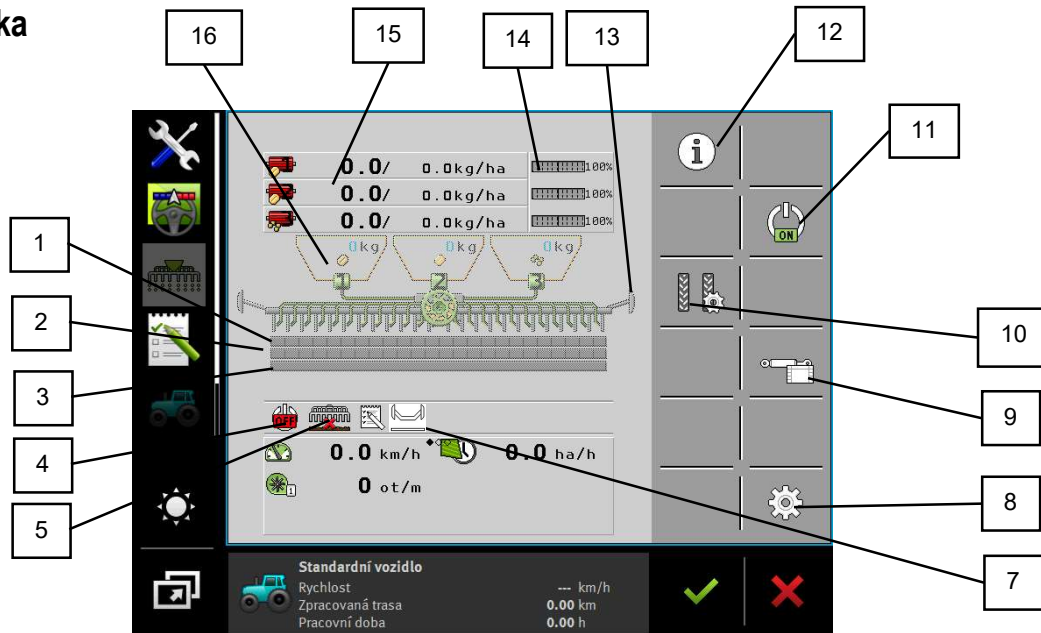 ka
16
15
14
13
12
11
0.0/ 0.0kg/ha 100%
0.0/ 0.0kg/ha 100%
0.0/ 0.0kg/ha 100%
ON
0kg 0kg 0kg
1 2 3
1
2
3
4
5
10
9
8
7
OFF
0.0 km/h 0.0 ha/h
1 0 ot/m
Standardní vozidlo
Rychlost --- km/h
Zpracovaná trasa 0.00 km
Pracovní doba 0.00 h